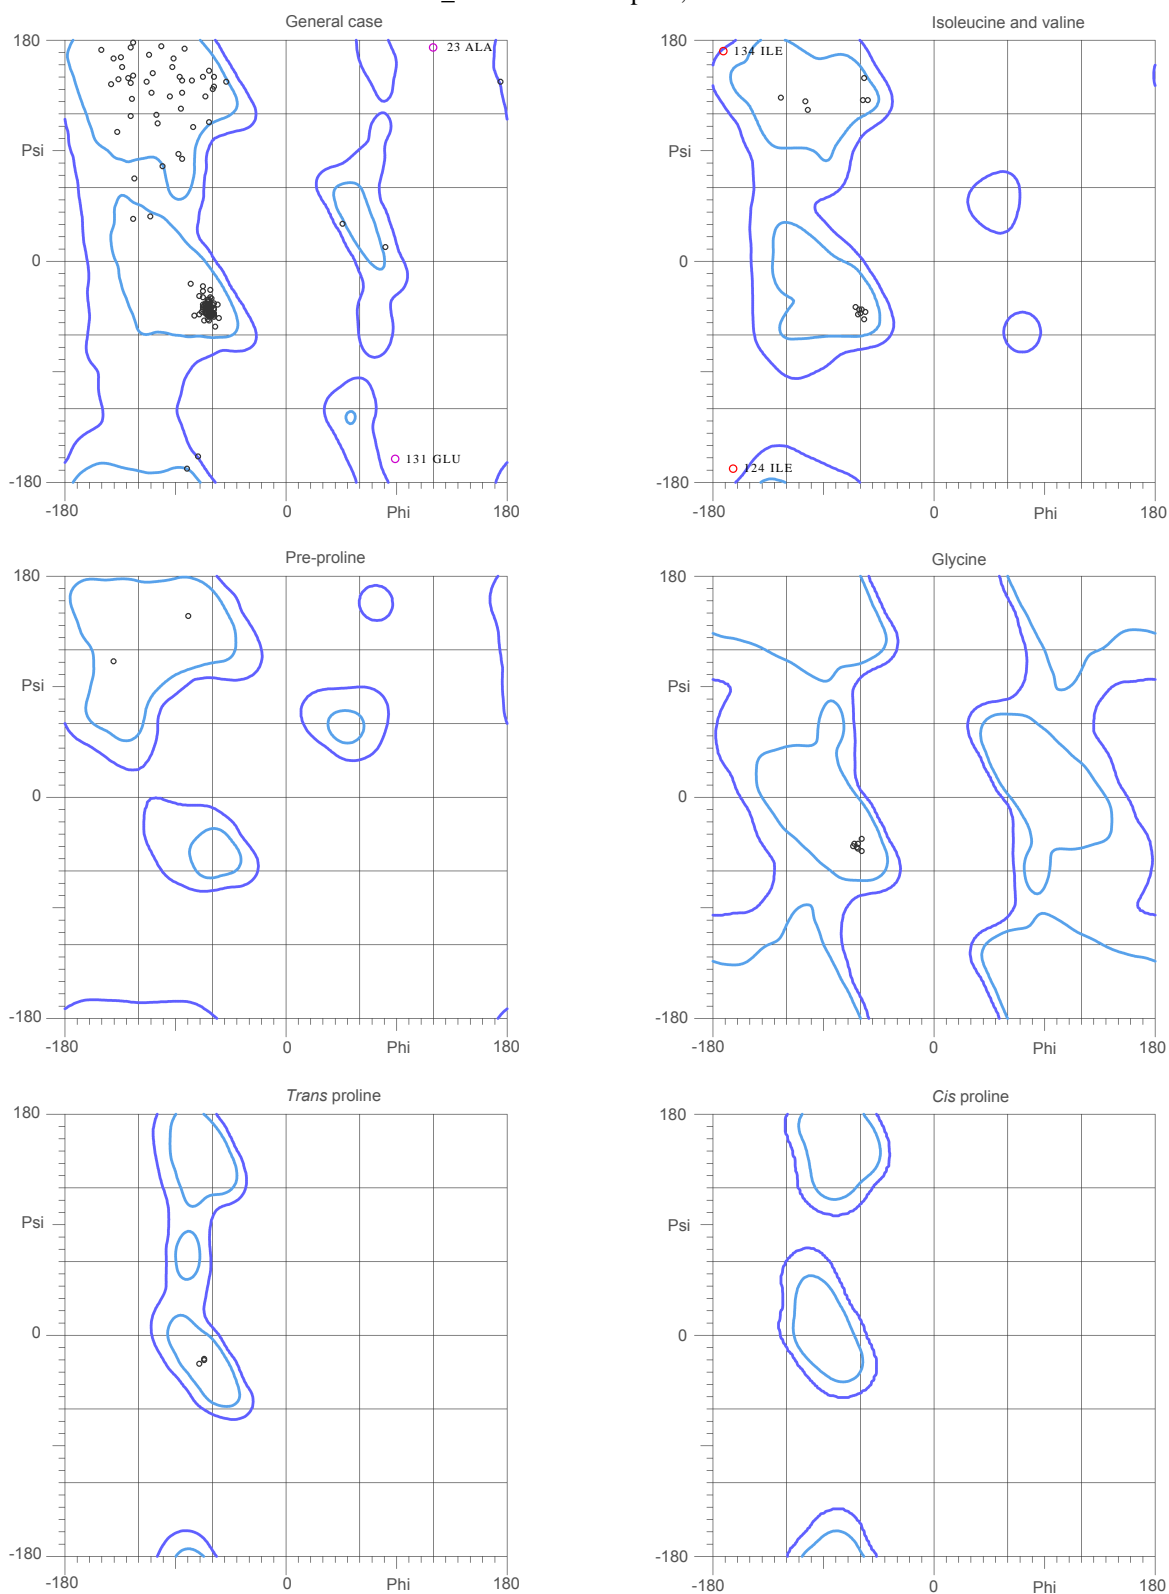 General case
Isoleucine and valine
180
23 ALA
180
134 ILE
Psi
Psi
0
0
131 GLU
124 ILE
-180
-180
-180
0
Phi
180
-180
0
Phi
180
Pre-proline
Glycine
180
180
Psi
Psi
0
0
-180
-180
-180
0
Phi
180
-180
0
Phi
180
Trans proline
Cis proline
180
180
Psi
Psi
0
0
-180
-180
-180
0
Phi
180
-180
0
Phi
180